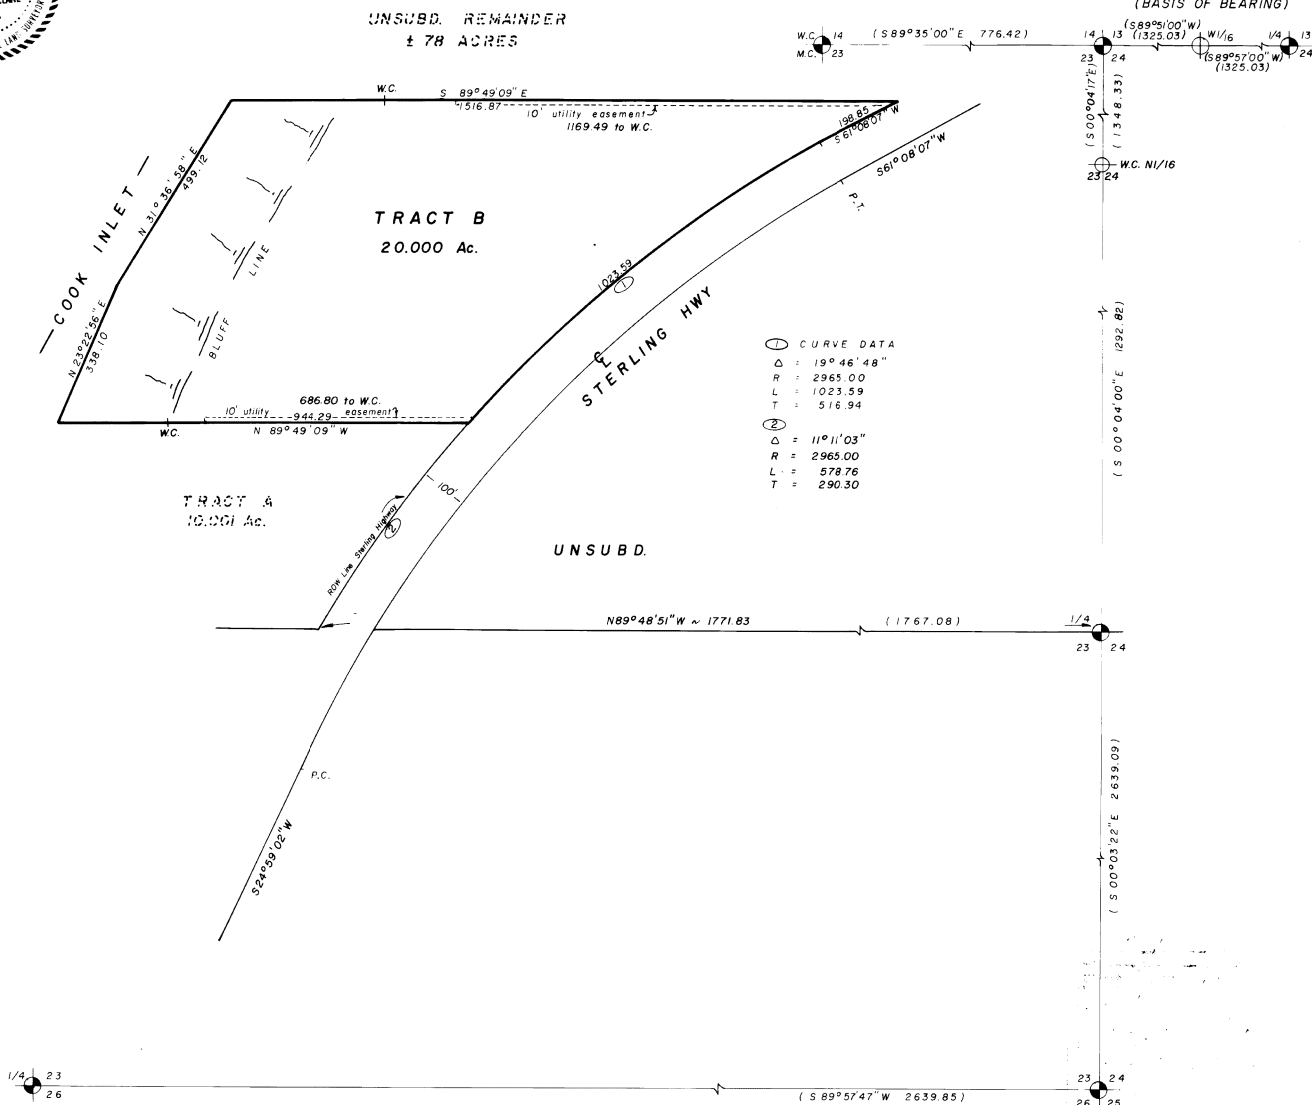 (BASIS OF BEARING)
UNSUBD. REMAINDER
± 78 ACRES
W.C. 14
M.C. 23
(S89°35'00"E 776.42)
14 13
23 24
(S89°51'00"W)
(1325.03)
W1/16
(S89°57'00"W)
(1325.03)
1/4 13
24
(S00°04'17"E)
(1348.33)
W.C. N1/16
23 24
W.C.
S 89°49'09" E
1516.87
10' utility easement
1169.49 to W.C.
198.85
S 61°08'07" W
S61°08'07"W
P.T.
N 31°36'58" E
499.12
— COOK INLET —
N 23°22'56" E
338.10
BLUFF LINE
TRACT B
20.000 Ac.
1023.59
1
℄
STERLING HWY
1 CURVE DATA
Δ = 19°46'48"
R = 2965.00
L = 1023.59
T = 516.94
2
Δ = 11°11'03"
R = 2965.00
L = 578.76
T = 290.30
(S 00°04'00"E 1292.82)
686.80 to W.C.
10' utility 944.29 easement
W.C.
N 89°49'09" W
TRACT A
10.001 Ac.
100'
ROW Line Sterling Highway
2
UNSUBD.
N89°48'51"W ~ 1771.83
(1767.08)
1/4
23 24
P.C.
S24°59'02"W
(S 00°03'22"E 2639.09)
1/4 23
26
(S 89°57'47"W 2639.85)
23 24
26 25